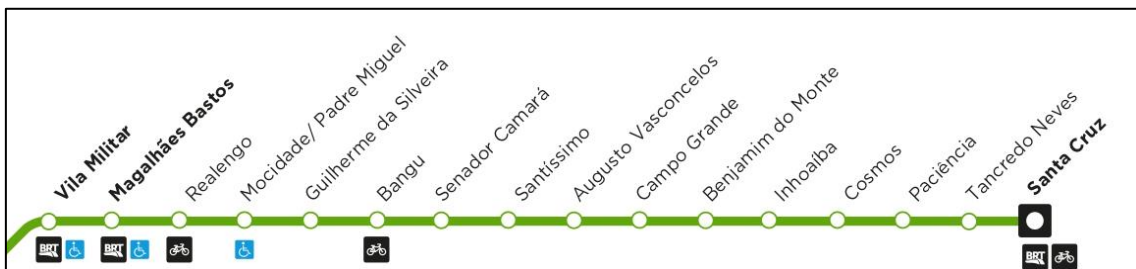 Vila Militar
Magalhães Bastos
Realengo
Mocidade/ Padre Miguel
Guilherme da Silveira
Bangu
Senador Camará
Santíssimo
Augusto Vasconcelos
Campo Grande
Benjamim do Monte
Inhoaíba
Cosmos
Paciência
Tancredo Neves
Santa Cruz
BRT
BRT
BRT